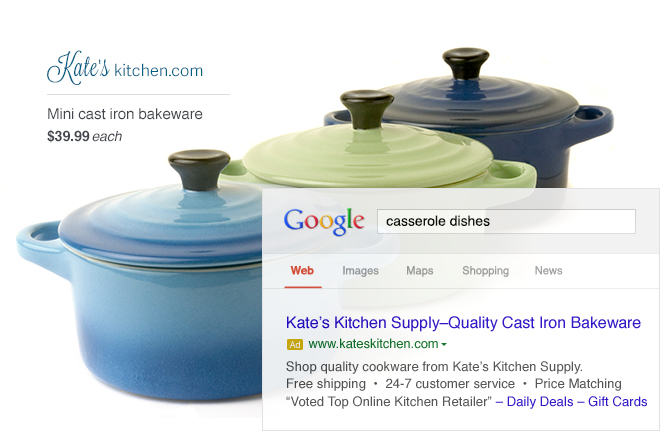 Kate's kitchen.com
Mini cast iron bakeware
$39.99 each
Google casserole dishes
Web Images Maps Shopping News
Kate's Kitchen Supply–Quality Cast Iron Bakeware
Ad www.kateskitchen.com
Shop quality cookware from Kate's Kitchen Supply.
Free shipping • 24-7 customer service • Price Matching
“Voted Top Online Kitchen Retailer” – Daily Deals – Gift Cards